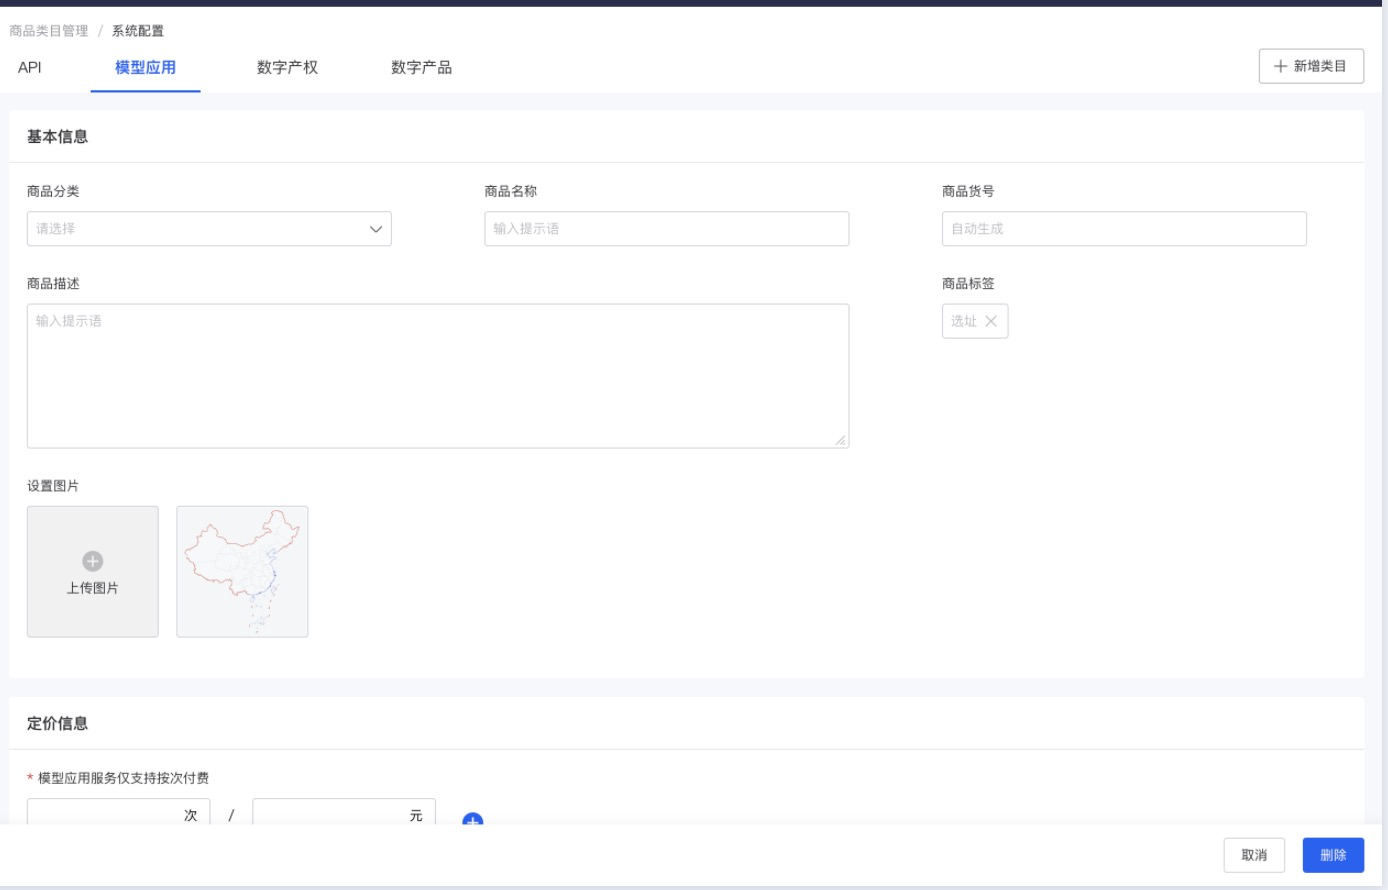 商品类目管理 / 系统配置
API 模型应用 数字产权 数字产品
新增类目
基本信息
商品分类 商品名称 商品货号
请选择 输入提示语 自动生成
商品描述 商品标签
输入提示语 选址
设置图片
上传图片
定价信息
* 模型应用服务仅支持按次付费
次 / 元
取消 删除